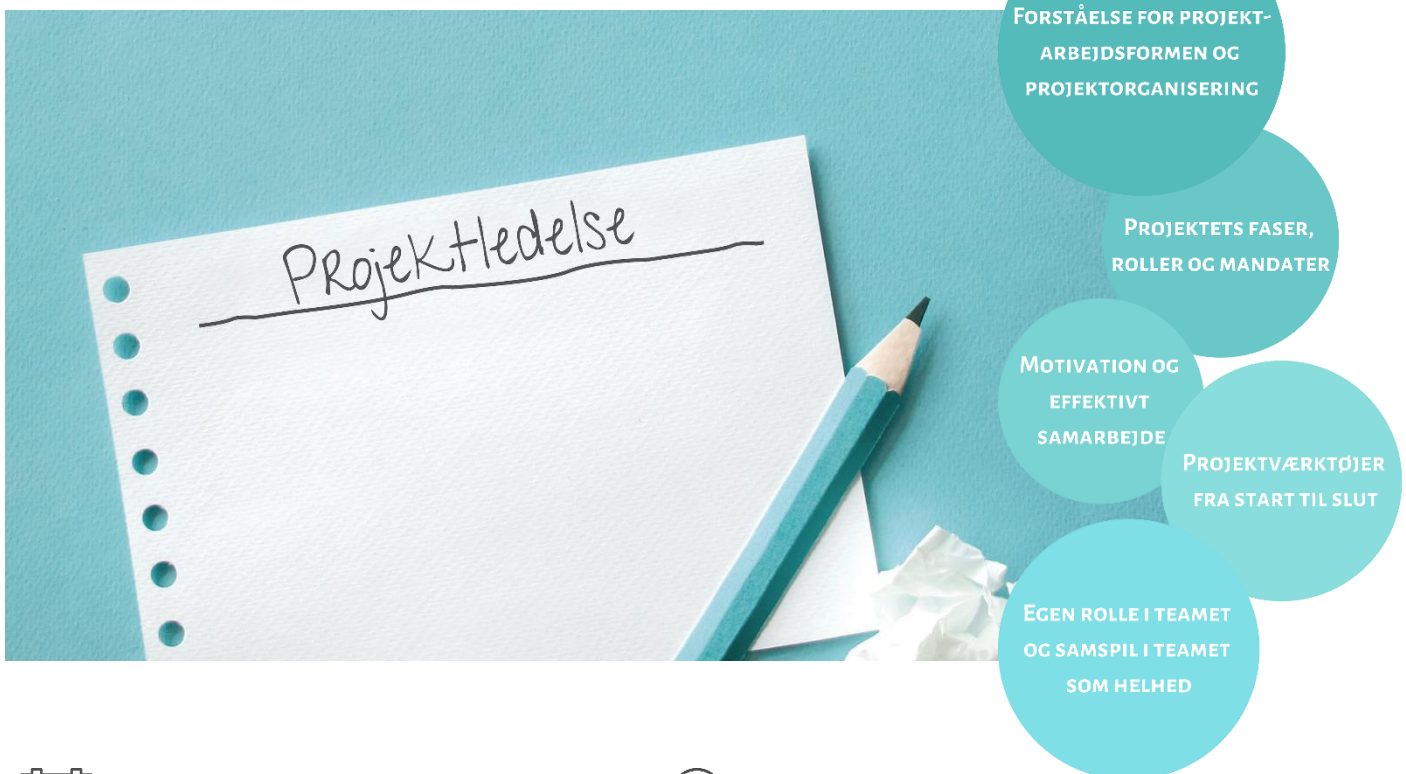 Projektledelse
FORSTÅELSE FOR PROJEKT-
ARBEJDSFORMEN OG
PROJEKTORGANISERING
PROJEKTETS FASER,
ROLLER OG MANDATER
MOTIVATION OG
EFFEKTIVT
SAMARBEJDE
PROJEKTVÆRKTØJER
FRA START TIL SLUT
EGEN ROLLE I TEAMET
OG SAMSPIL I TEAMET
SOM HELHED